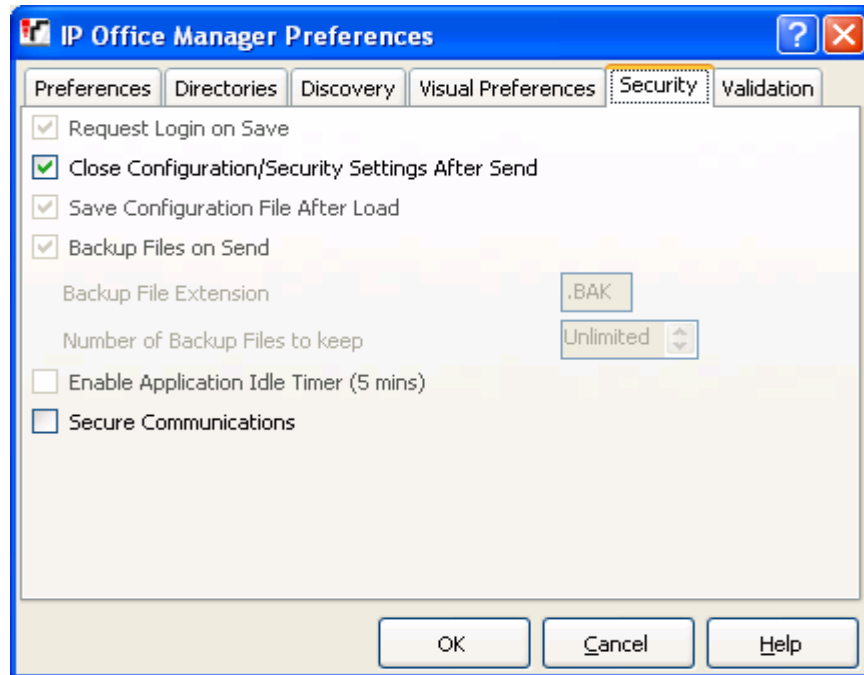 IP Office Manager Preferences
Preferences Directories Discovery Visual Preferences Security Validation
Request Login on Save
Close Configuration/Security Settings After Send
Save Configuration File After Load
Backup Files on Send
Backup File Extension .BAK
Number of Backup Files to keep Unlimited
Enable Application Idle Timer (5 mins)
Secure Communications
OK Cancel Help